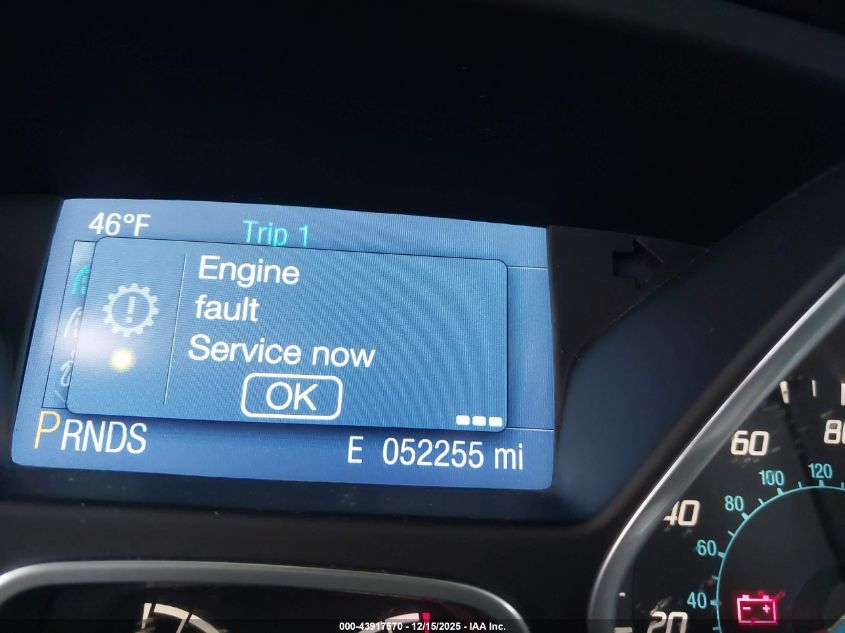 46°F
Trip 1
Engine
fault
Service now
OK
PRNDS
E 052255 mi
60
80
100
120
80
40
60
40
20
000-43917570 - 12/15/2025 - IAA Inc.